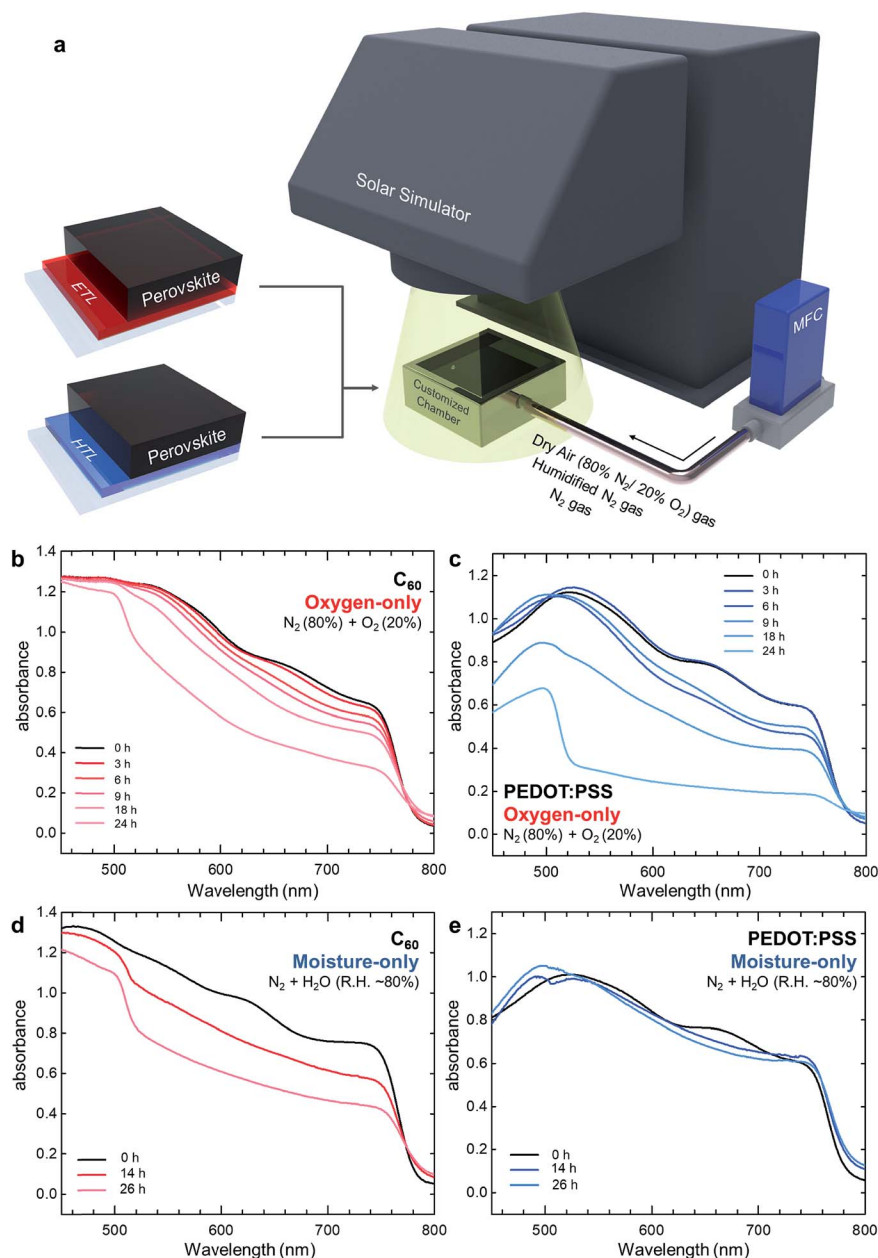 a
Solar Simulator
ETL
Perovskite
HTL
Perovskite
Customized
Chamber
MFC
Dry Air (80% N₂/ 20% O₂) gas
Humidified N₂ gas
N₂ gas
b
1.4
1.2
1.0
0.8
0.6
0.4
0.2
0.0
absorbance
C₆₀
Oxygen-only
N₂ (80%) + O₂ (20%)
0 h
3 h
6 h
9 h
18 h
24 h
500
600
700
800
Wavelength (nm)
c
1.2
1.0
0.8
0.6
0.4
0.2
0.0
absorbance
0 h
3 h
6 h
9 h
18 h
24 h
PEDOT:PSS
Oxygen-only
N₂ (80%) + O₂ (20%)
500
600
700
800
Wavelength (nm)
d
1.4
1.2
1.0
0.8
0.6
0.4
0.2
0.0
absorbance
C₆₀
Moisture-only
N₂ + H₂O (R.H. ~80%)
0 h
14 h
26 h
500
600
700
800
Wavelength (nm)
e
1.2
1.0
0.8
0.6
0.4
0.2
0.0
absorbance
PEDOT:PSS
Moisture-only
N₂ + H₂O (R.H. ~80%)
0 h
14 h
26 h
500
600
700
800
Wavelength (nm)